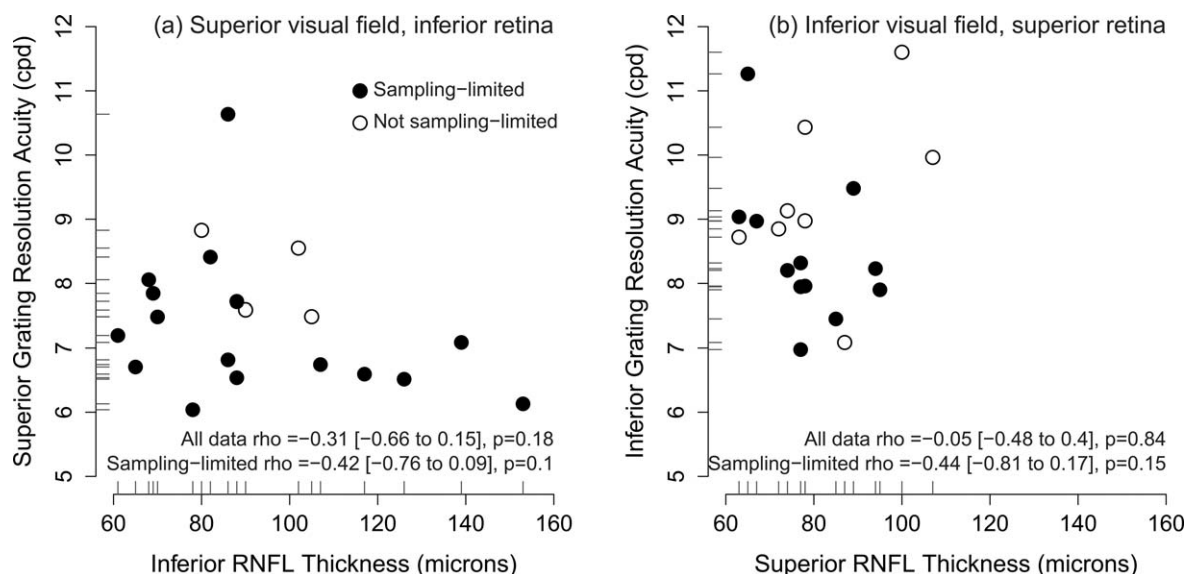 (a) Superior visual field, inferior retina
Superior Grating Resolution Acuity (cpd)
12
11
10
9
8
7
6
5
Sampling−limited
Not sampling−limited
All data rho =−0.31 [−0.66 to 0.15], p=0.18
Sampling−limited rho =−0.42 [−0.76 to 0.09], p=0.1
60 80 100 120 140 160
Inferior RNFL Thickness (microns)
(b) Inferior visual field, superior retina
Inferior Grating Resolution Acuity (cpd)
12
11
10
9
8
7
6
5
All data rho =−0.05 [−0.48 to 0.4], p=0.84
Sampling−limited rho =−0.44 [−0.81 to 0.17], p=0.15
60 80 100 120 140 160
Superior RNFL Thickness (microns)